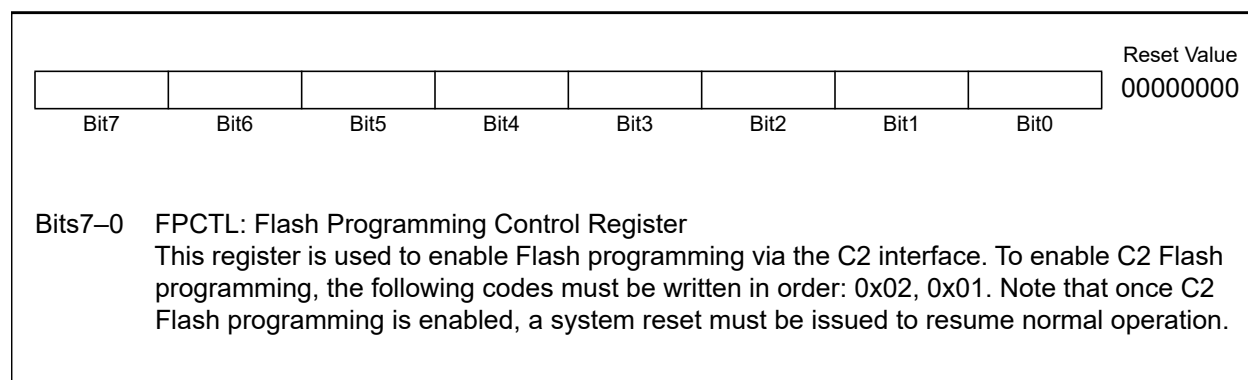 Reset Value
00000000
Bit7 Bit6 Bit5 Bit4 Bit3 Bit2 Bit1 Bit0
Bits7–0 FPCTL: Flash Programming Control Register
This register is used to enable Flash programming via the C2 interface. To enable C2 Flash
programming, the following codes must be written in order: 0x02, 0x01. Note that once C2
Flash programming is enabled, a system reset must be issued to resume normal operation.